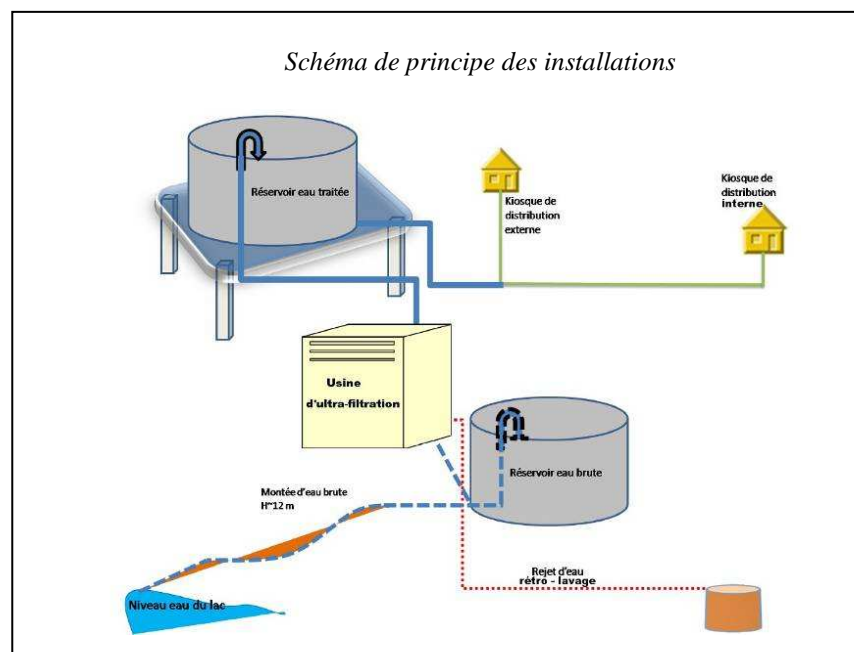 Schéma de principe des installations
Réservoir eau traitée
Kiosque de
distribution
externe
Kiosque de
distribution
interne
Usine
d'ultra-filtration
Réservoir eau brute
Montée d'eau brute
H~12 m
Rejet d'eau
rétro - lavage
Niveau eau du lac